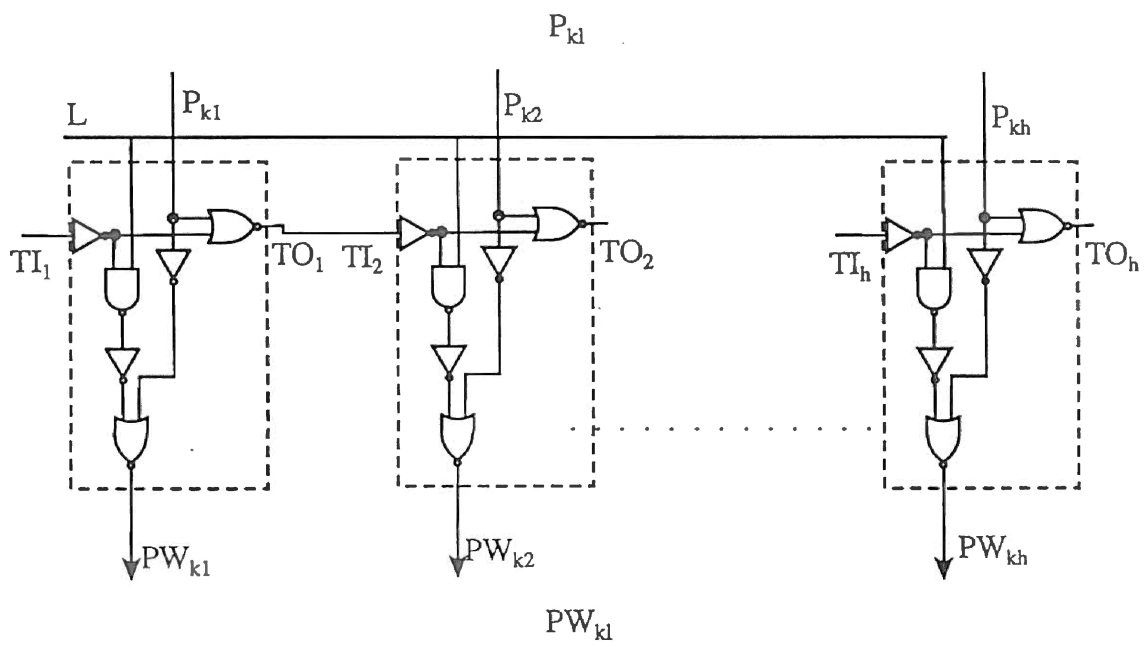 P_kl
L
P_k1
P_k2
P_kh
TI_1
TO_1
TI_2
TO_2
TI_h
TO_h
PW_k1
PW_k2
PW_kh
PW_kl